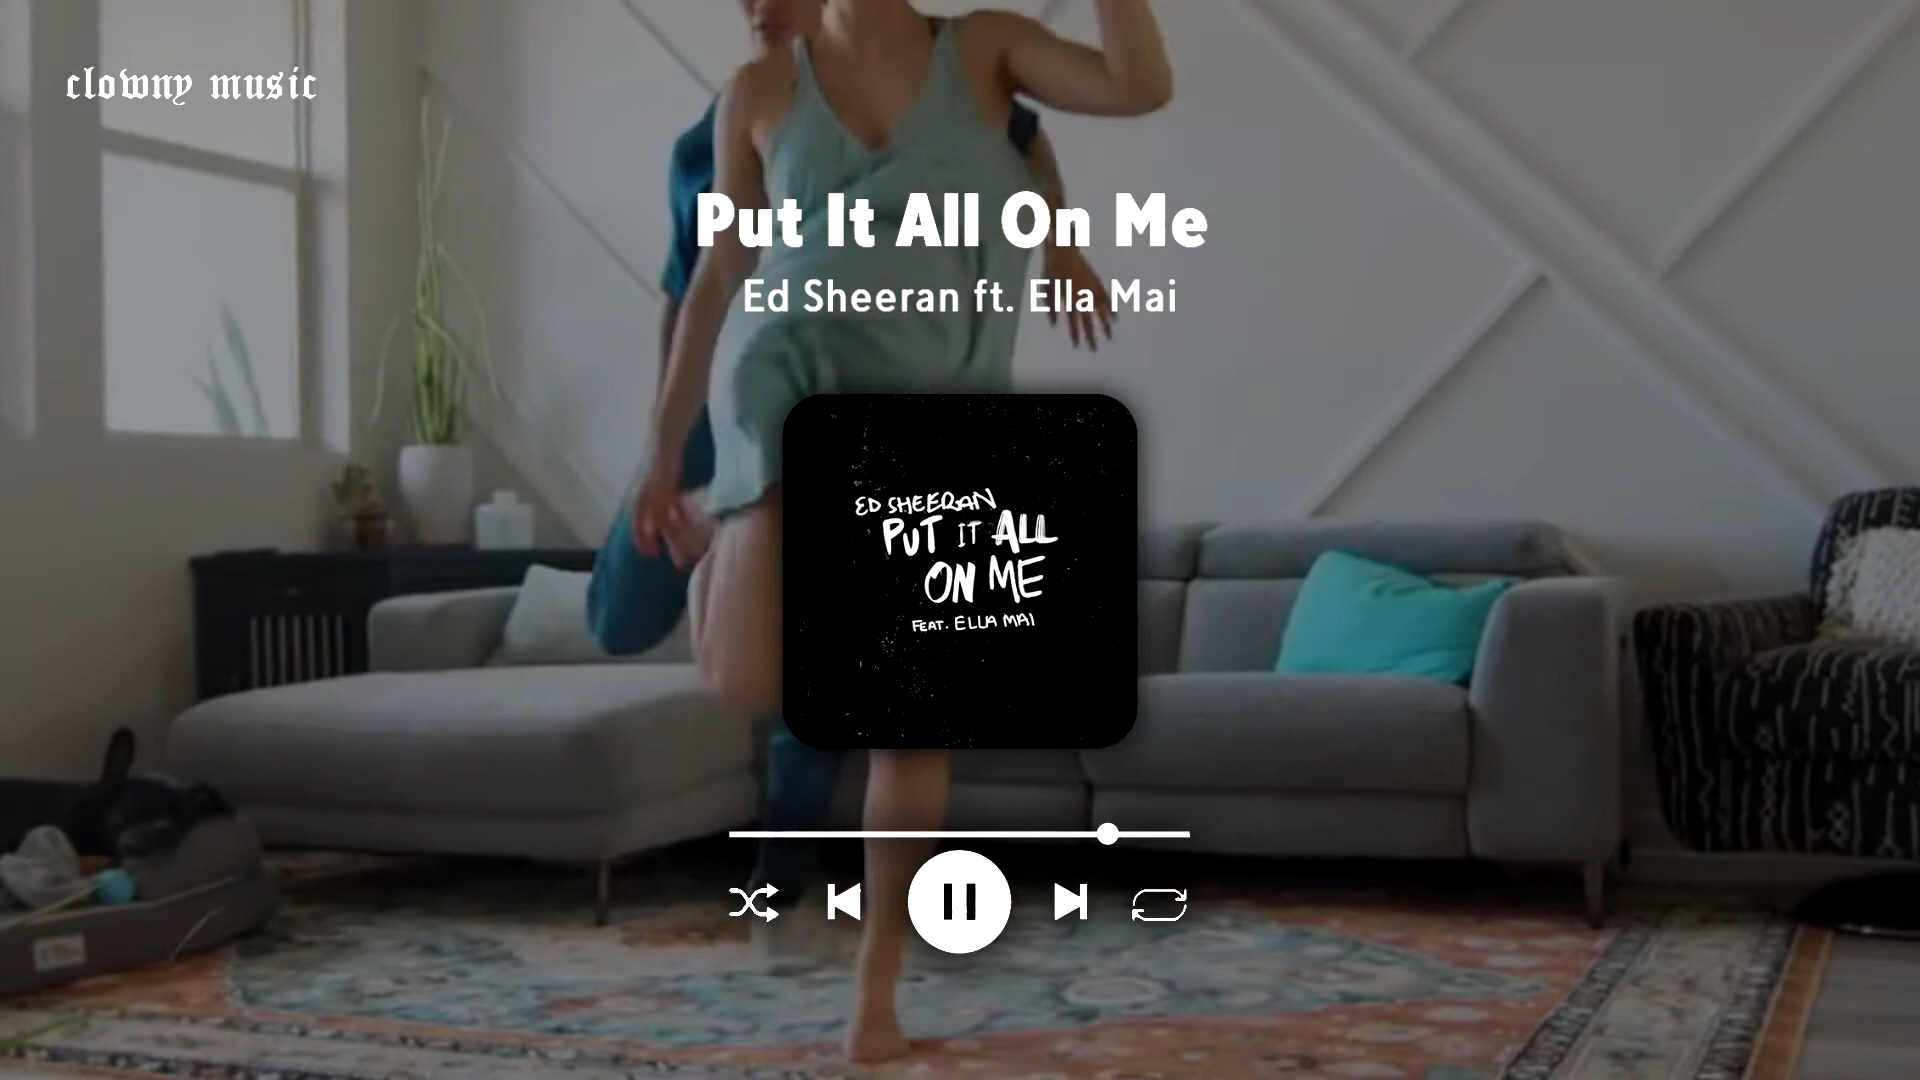 clowny music
Put It All On Me
Ed Sheeran ft. Ella Mai
ED SHEERAN
PUT IT ALL
ON ME
FEAT. ELLA MAI